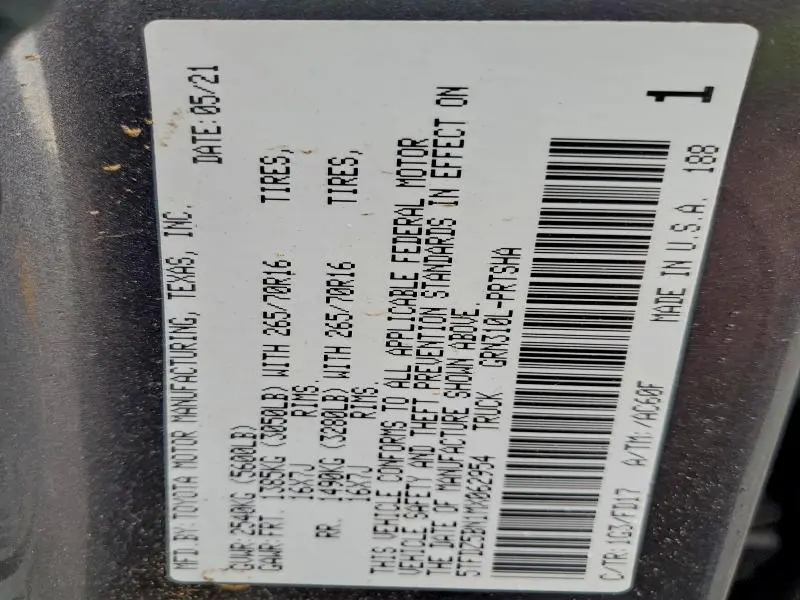 TOYOTA MOTOR MANUFACTURING, TEXAS, INC. DATE: 05/21
GVWR: 2540KG (5600LB)
GAWR: FRT. 1385KG (3050LB) WITH 265/70R16 TIRES,
16X7J RIMS.
RR. 1490KG (3280LB) WITH 265/70R16 TIRES,
16X7J RIMS.
THIS VEHICLE CONFORMS TO ALL APPLICABLE FEDERAL MOTOR
VEHICLE SAFETY AND THEFT PREVENTION STANDARDS IN EFFECT ON
THE DATE OF MANUFACTURE SHOWN ABOVE.
5TFDZ5BN1MX062954 TRUCK GRN310L-PRTSHA
C/TR: 1G3/FD17 A/TM: /AC60F MADE IN U.S.A. 188 1